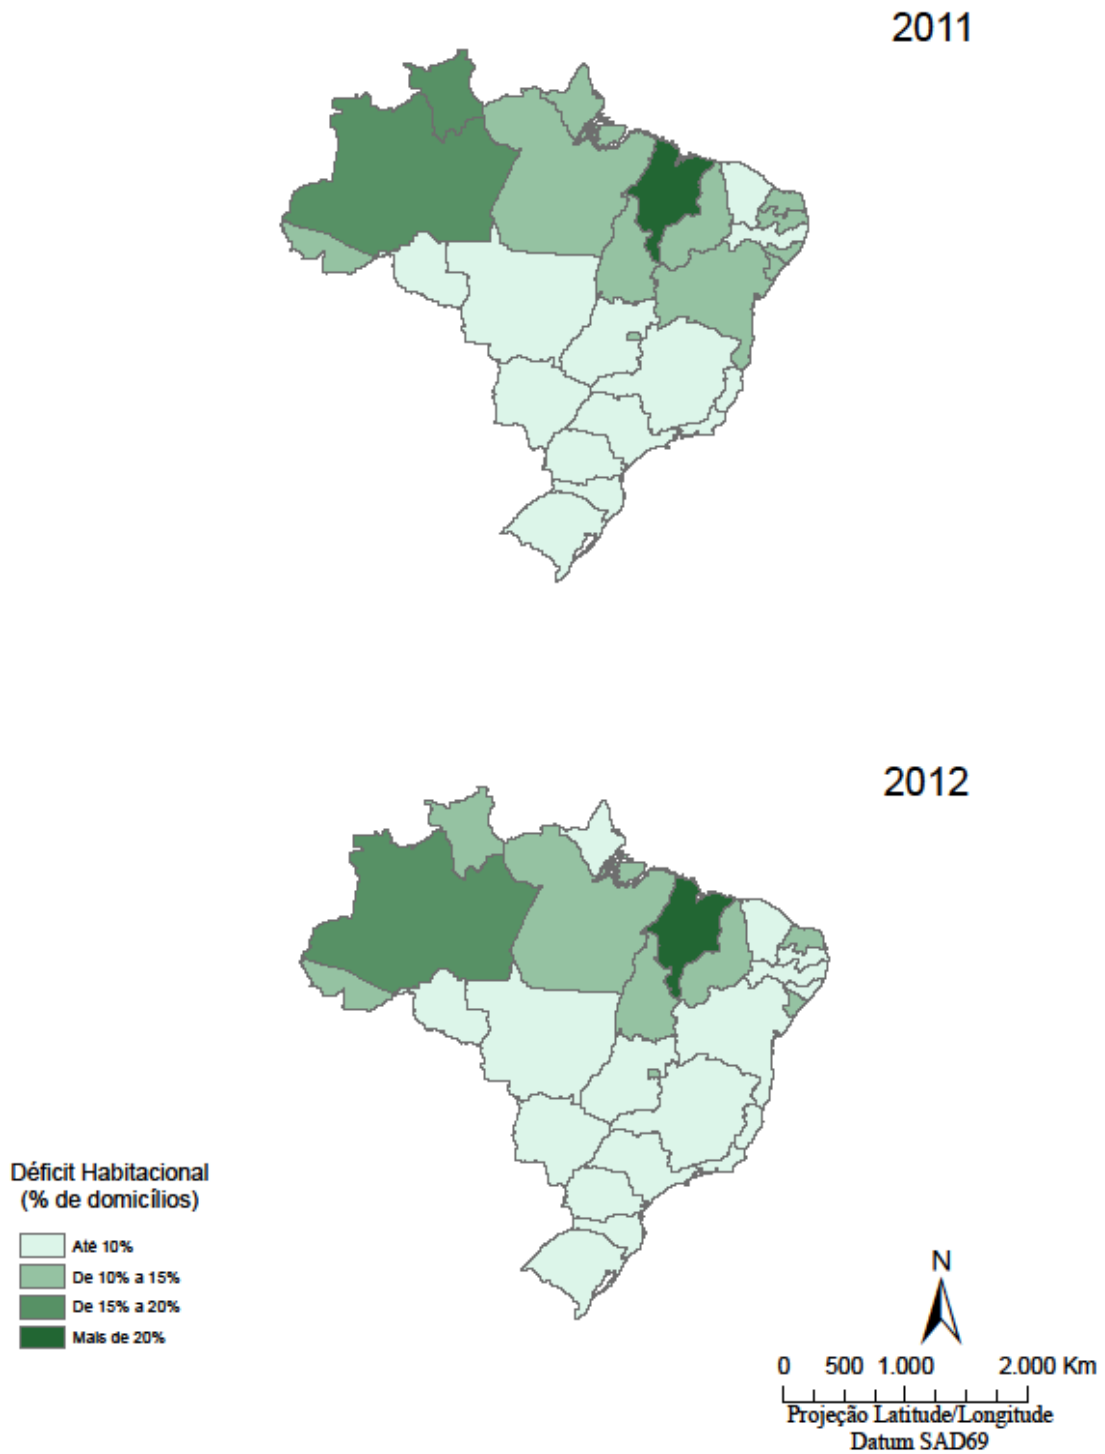 2011
2012
Déficit Habitacional
(% de domicílios)
Até 10%
De 10% a 15%
De 15% a 20%
Mais de 20%
N
0 500 1.000 2.000 Km
Projeção Latitude/Longitude
Datum SAD69